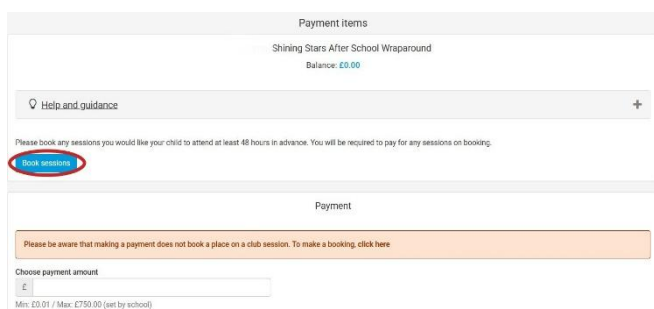 Payment items
Shining Stars After School Wraparound
Balance: £0.00
Help and guidance
+
Please book any sessions you would like your child to attend at least 48 hours in advance. You will be required to pay for any sessions on booking.
Book sessions
Payment
Please be aware that making a payment does not book a place on a club session. To make a booking, click here
Choose payment amount
£
Min: £0.01 / Max: £750.00 (set by school)